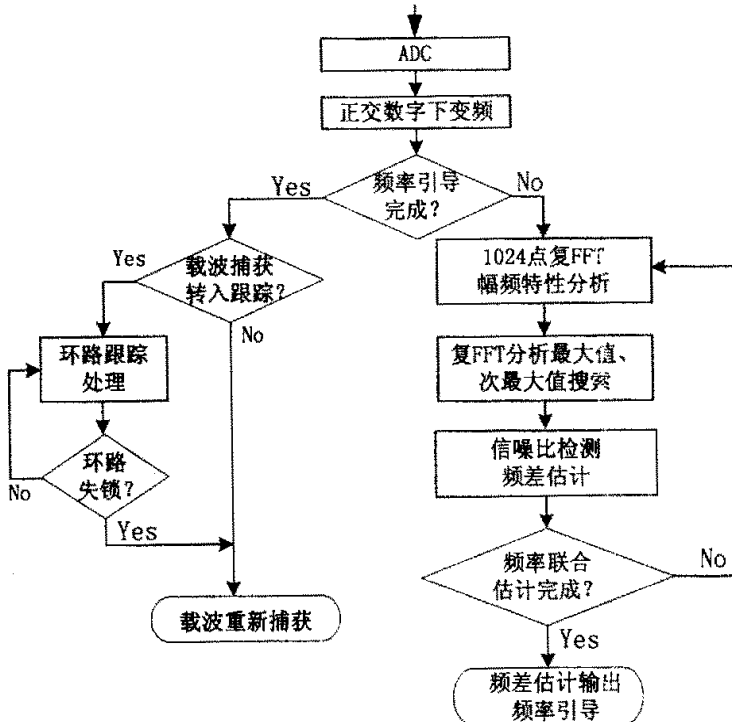 ADC
正交数字下变频
频率引导
完成?
Yes
No
载波捕获
转入跟踪?
Yes
No
1024点复FFT
幅频特性分析
环路跟踪
处理
复FFT分析最大值、
次最大值搜索
环路
失锁?
No
Yes
信噪比检测
频差估计
频率联合
估计完成?
No
Yes
载波重新捕获
频差估计输出
频率引导